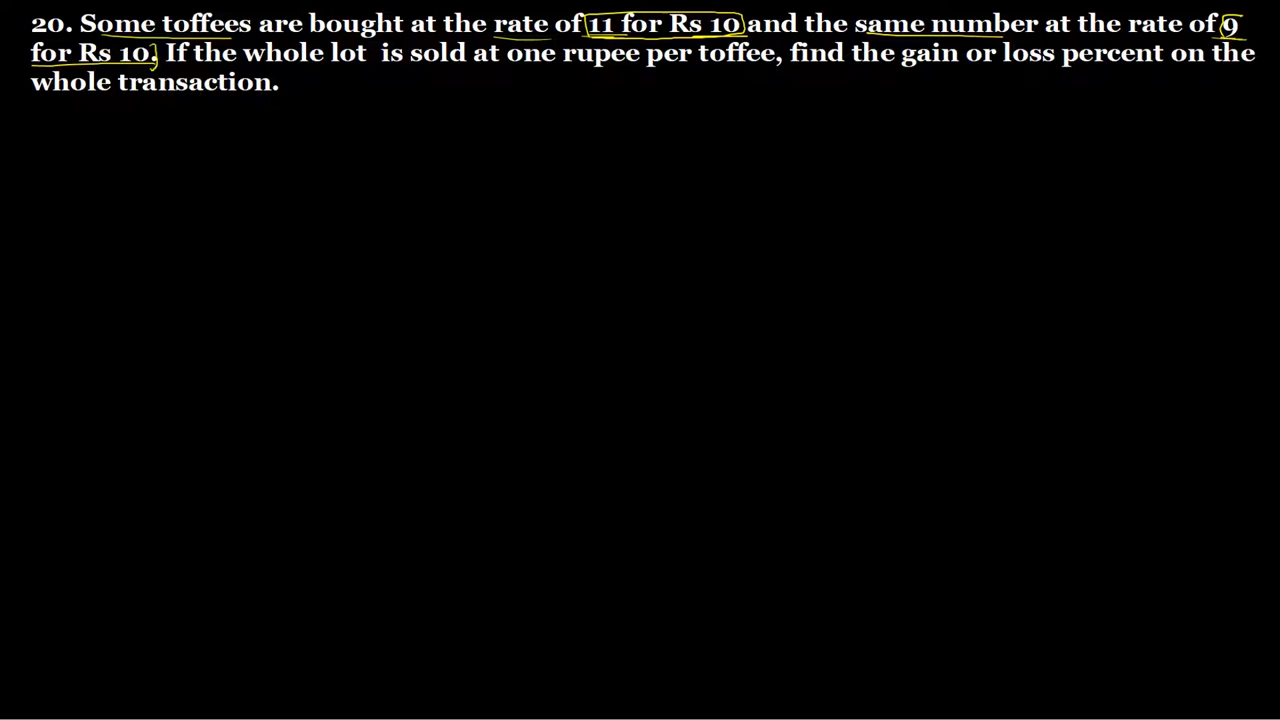 20. Some toffees are bought at the rate of 11 for Rs 10 and the same number at the rate of 9
for Rs 10. If the whole lot is sold at one rupee per toffee, find the gain or loss percent on the
whole transaction.